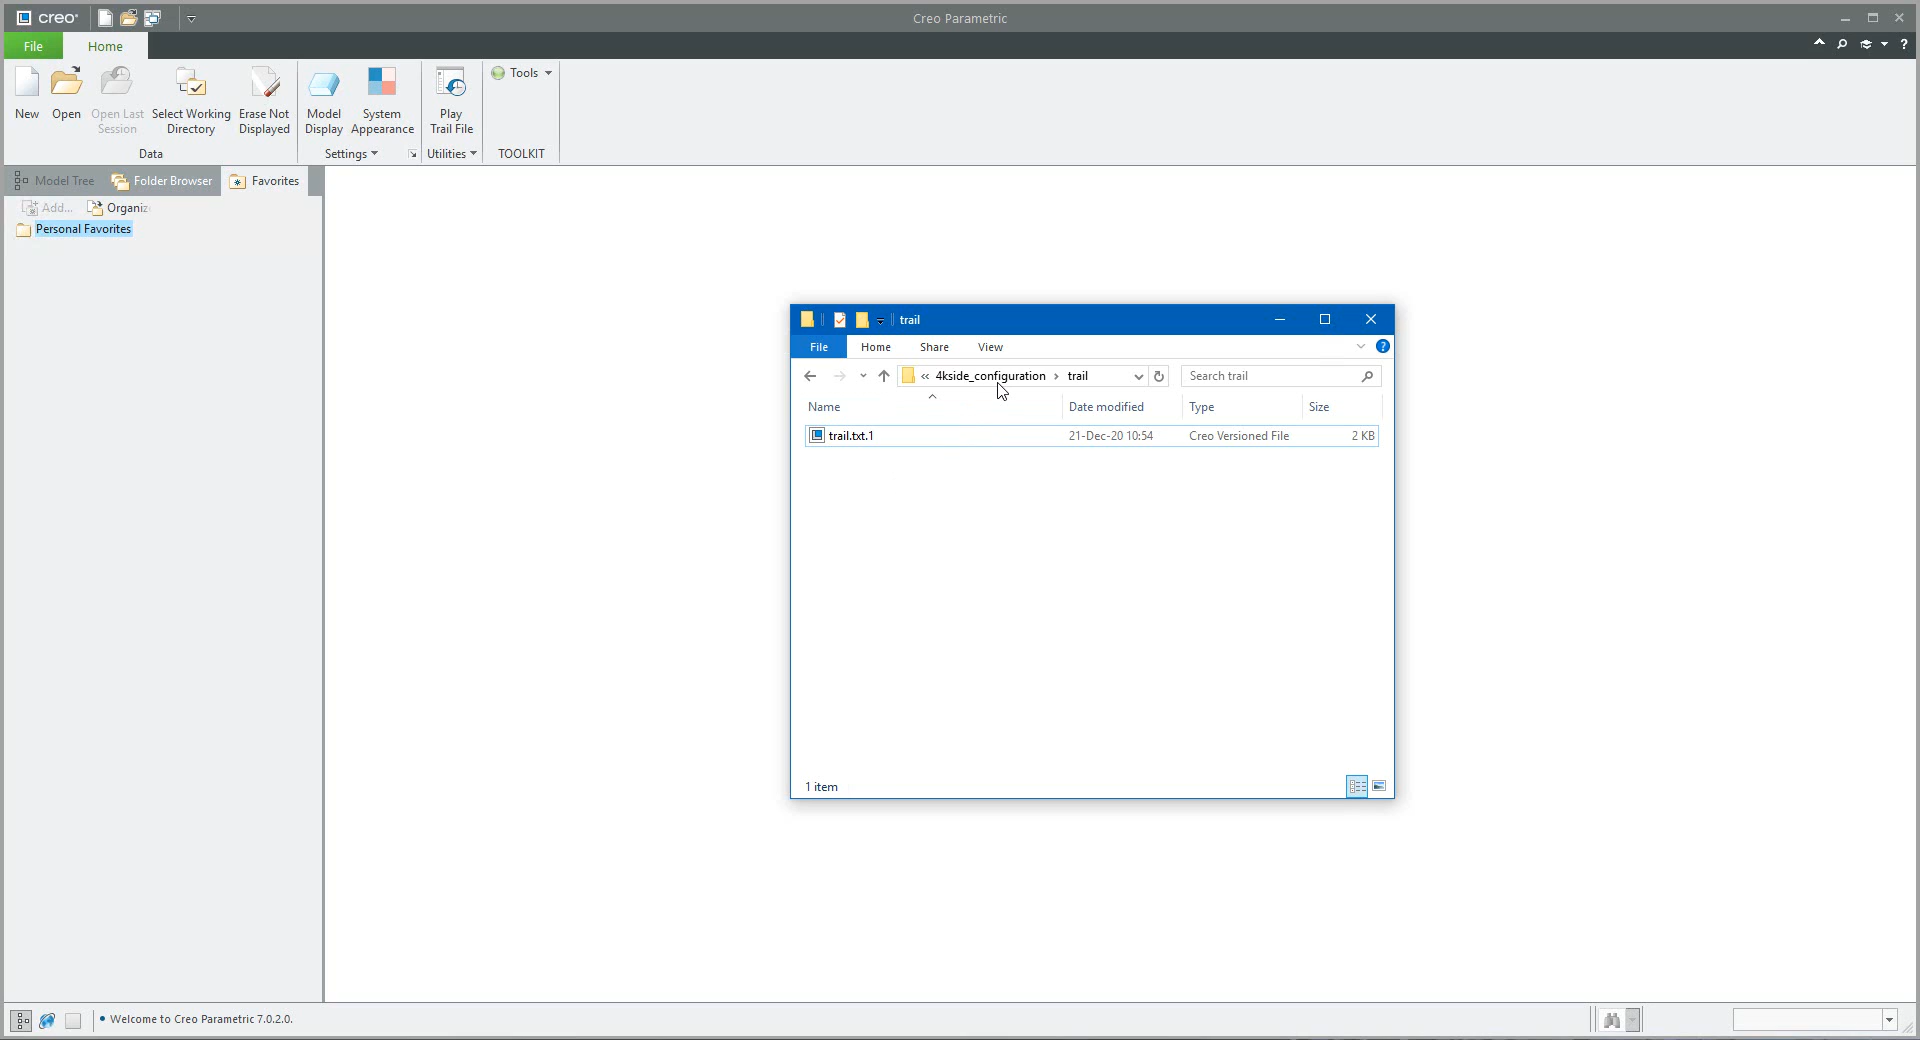 creo
Creo Parametric
File
Home
?
New
Open
Open Last
Session
Select Working
Directory
Erase Not
Displayed
Model
Display
System
Appearance
Play
Trail File
Tools
Data
Settings
Utilities
TOOLKIT
Model Tree
Folder Browser
Favorites
Add...
Organiz
Personal Favorites
trail
File
Home
Share
View
?
« 4kside_configuration › trail
Search trail
Name
Date modified
Type
Size
trail.txt.1
21-Dec-20 10:54
Creo Versioned File
2 KB
1 item
• Welcome to Creo Parametric 7.0.2.0.